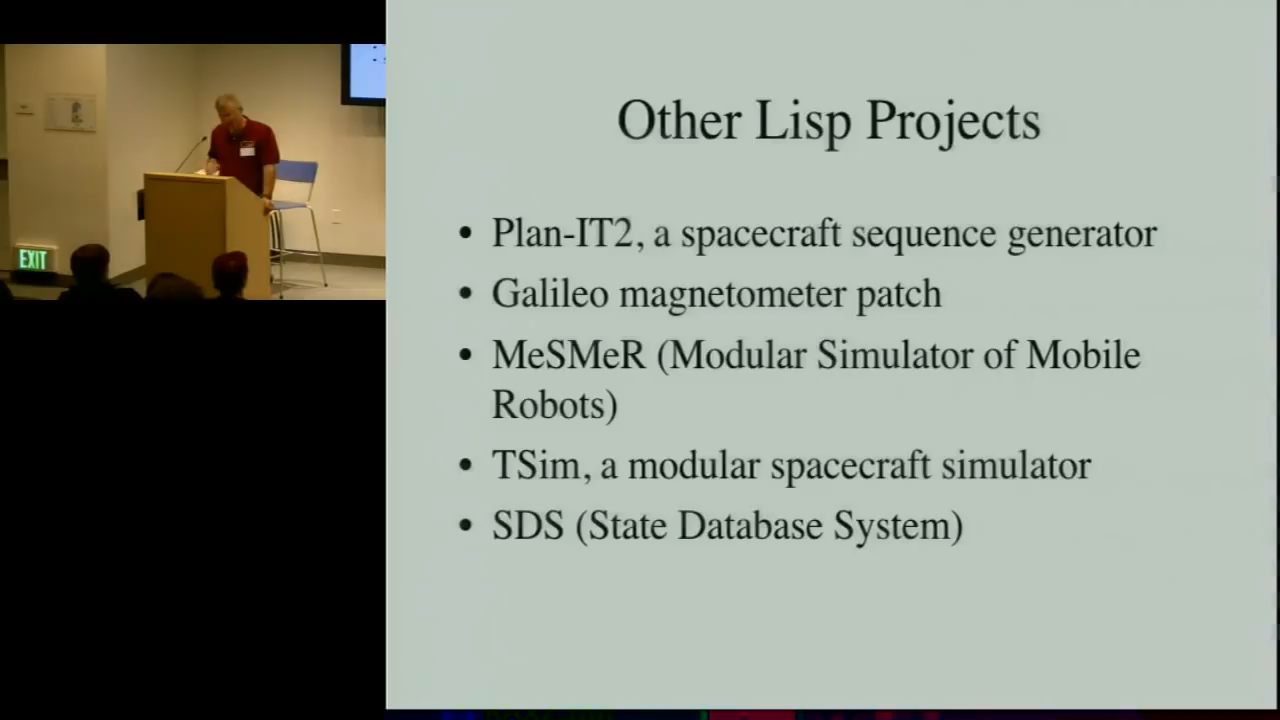 Other Lisp Projects
• Plan-IT2, a spacecraft sequence generator
• Galileo magnetometer patch
• MeSMeR (Modular Simulator of Mobile
Robots)
• TSim, a modular spacecraft simulator
• SDS (State Database System)
EXIT